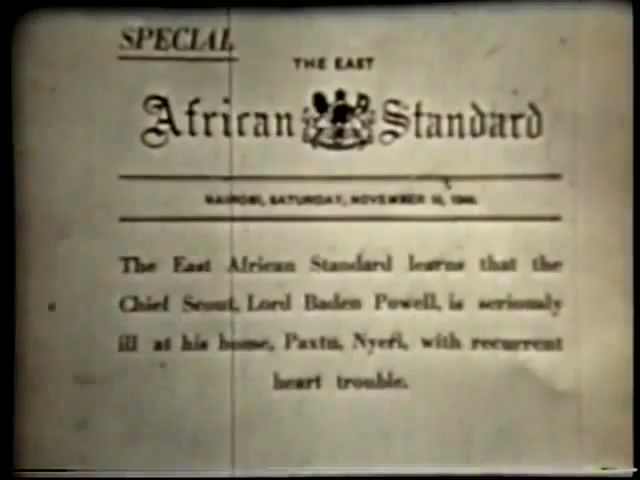 SPECIAL
THE EAST
African Standard
NAIROBI, SATURDAY, NOVEMBER
The East African Standard learns that the
Chief Scout, Lord Baden Powell, is seriously
ill at his home, Paxtu, Nyeri, with recurrent
heart trouble.